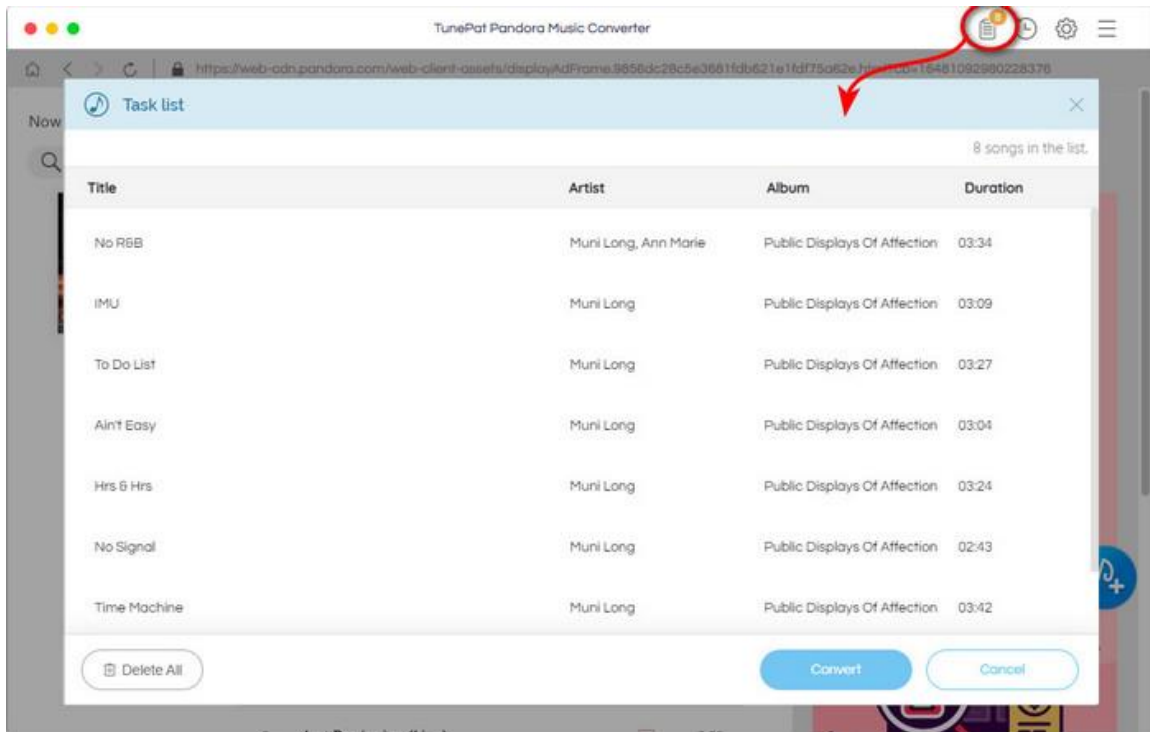 TunePat Pandora Music Converter
8
Now
Task list
8 songs in the list.
Title Artist Album Duration
No R&B Muni Long, Ann Marie Public Displays Of Affection 03:34
IMU Muni Long Public Displays Of Affection 03:09
To Do List Muni Long Public Displays Of Affection 03:27
Ain't Easy Muni Long Public Displays Of Affection 03:04
Hrs & Hrs Muni Long Public Displays Of Affection 03:24
No Signal Muni Long Public Displays Of Affection 02:43
Time Machine Muni Long Public Displays Of Affection 03:42
Delete All Convert Cancel